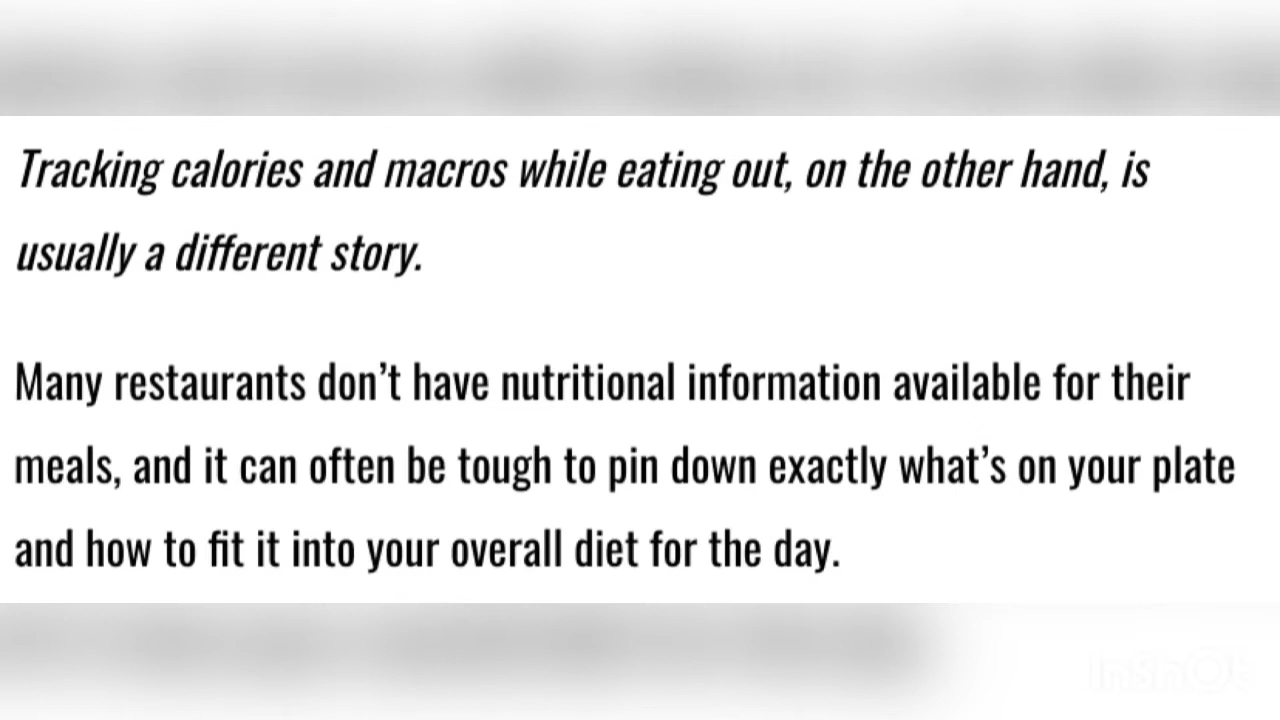 Tracking calories and macros while eating out, on the other hand, is
usually a different story.
Many restaurants don’t have nutritional information available for their
meals, and it can often be tough to pin down exactly what’s on your plate
and how to fit it into your overall diet for the day.
InShOt